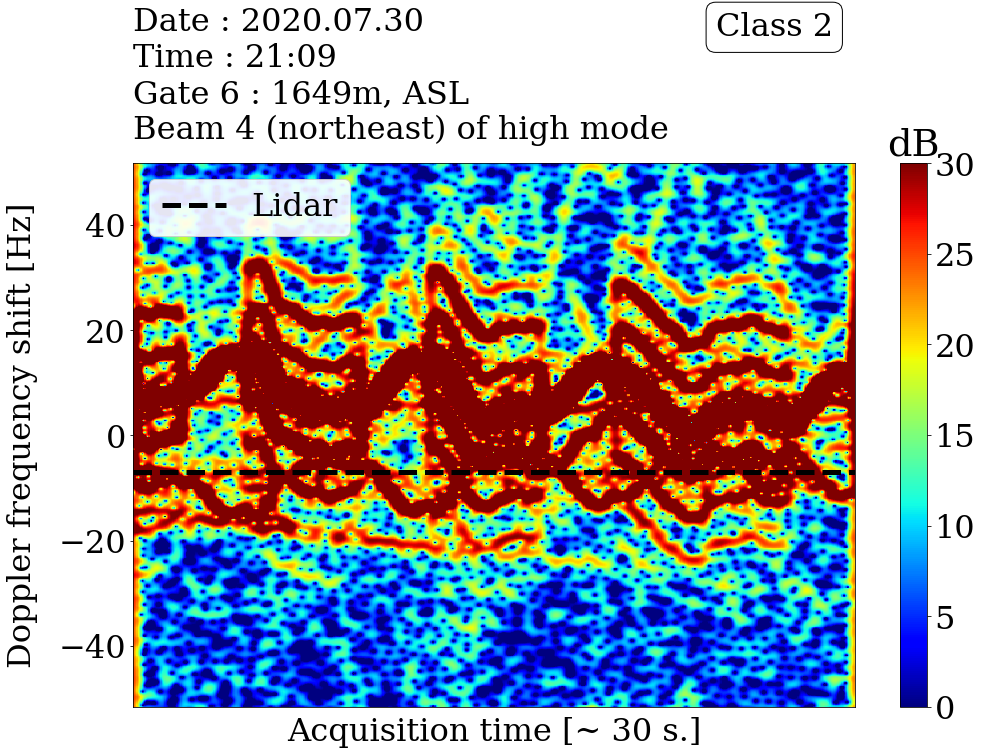 Date : 2020.07.30
Time : 21:09
Gate 6 : 1649m, ASL
Beam 4 (northeast) of high mode
Class 2
dB
Lidar
Doppler frequency shift [Hz]
40
20
0
−20
−40
30
25
20
15
10
5
0
Acquisition time [~ 30 s.]